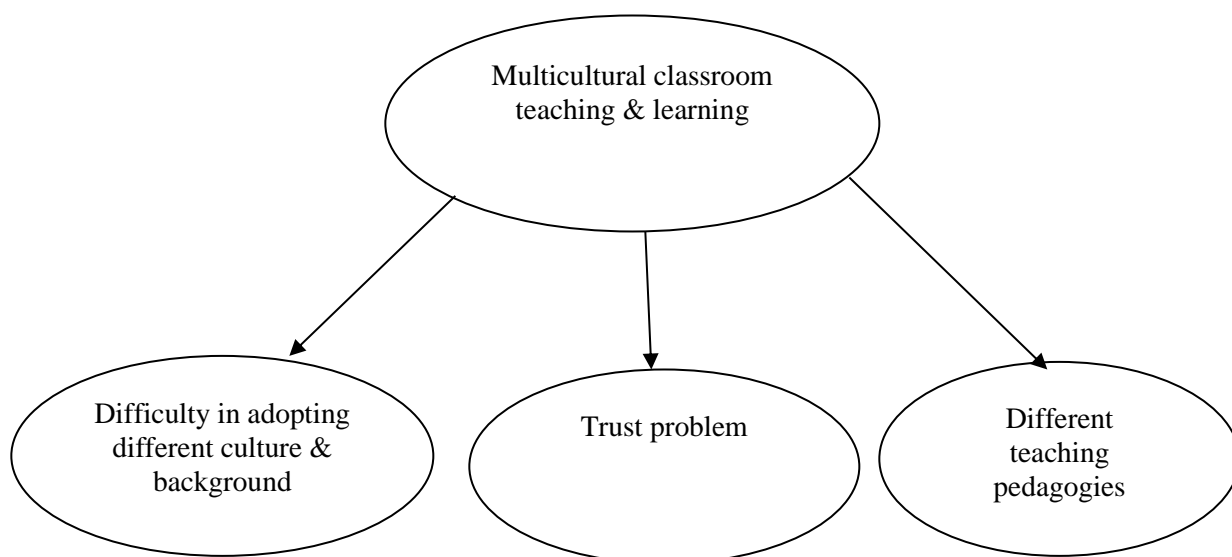 Multicultural classroom
teaching & learning
Difficulty in adopting
different culture &
background
Trust problem
Different
teaching
pedagogies